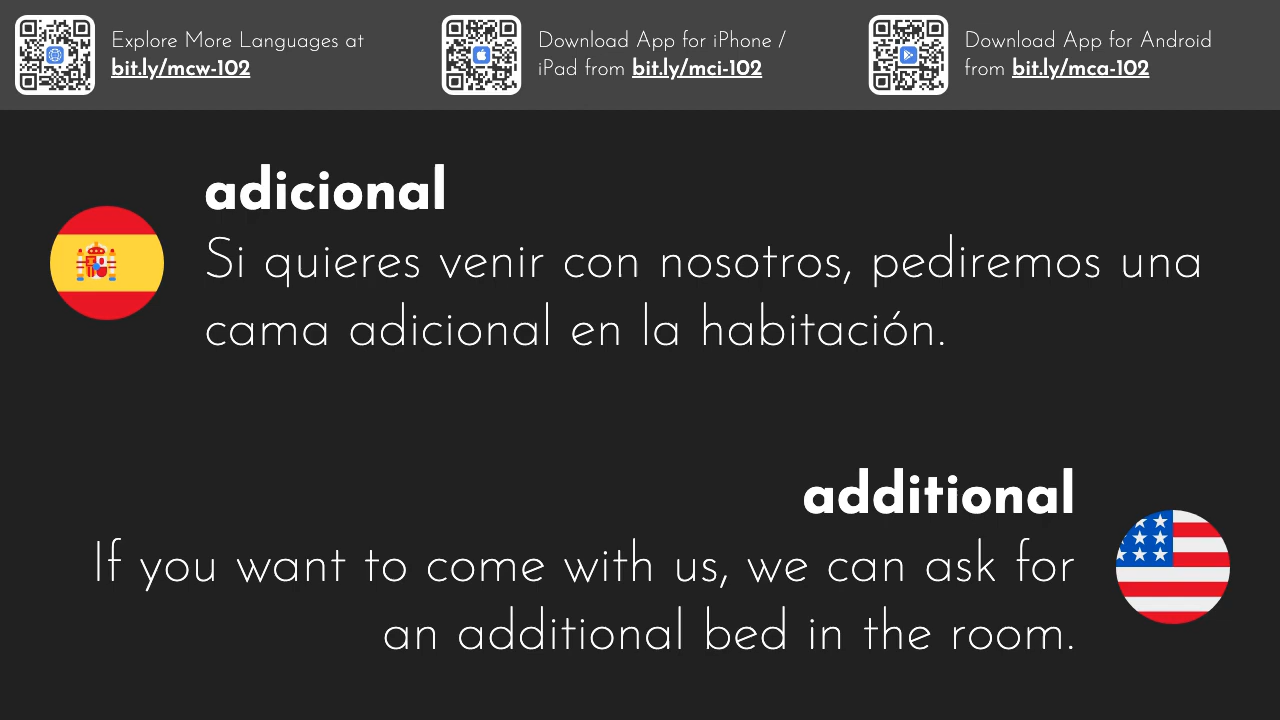 Explore More Languages at
bit.ly/mcw-102
Download App for iPhone /
iPad from bit.ly/mci-102
Download App for Android
from bit.ly/mca-102
adicional
Si quieres venir con nosotros, pediremos una
cama adicional en la habitación.
additional
If you want to come with us, we can ask for
an additional bed in the room.